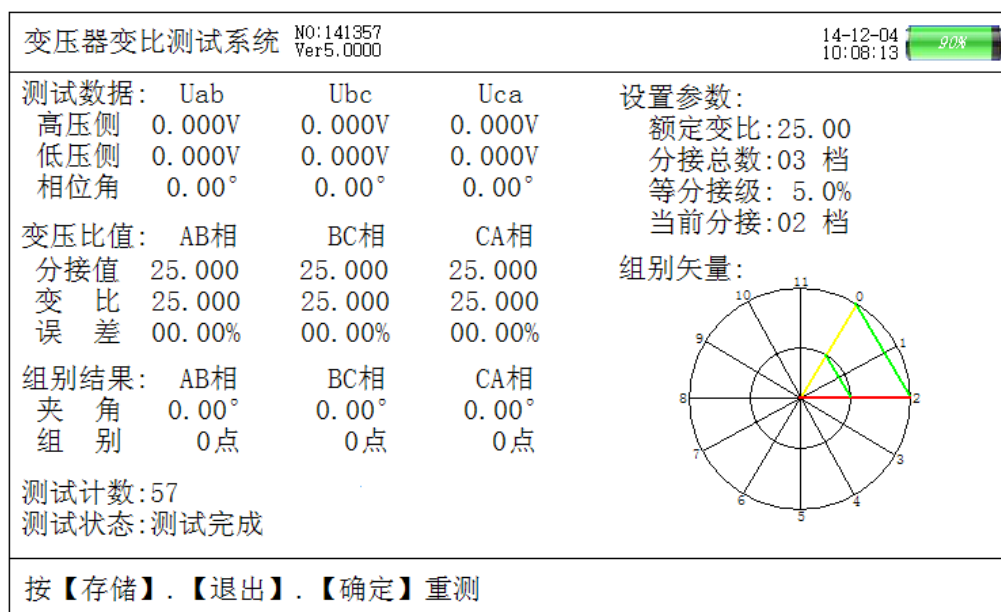 变压器变比测试系统 NO:141357 Ver5.0000 14-12-04 10:08:13 90%
测试数据: Uab Ubc Uca
高压侧 0.000V 0.000V 0.000V
低压侧 0.000V 0.000V 0.000V
相位角 0.00° 0.00° 0.00°
变压比值: AB相 BC相 CA相
分接值 25.000 25.000 25.000
变 比 25.000 25.000 25.000
误 差 00.00% 00.00% 00.00%
组别结果: AB相 BC相 CA相
夹 角 0.00° 0.00° 0.00°
组 别 0点 0点 0点
测试计数:57
测试状态:测试完成
设置参数:
额定变比:25.00
分接总数:03 档
等分接级: 5.0%
当前分接:02 档
组别矢量:
11
10 0
9 1
8 2
7 3
6 4
5
按【存储】.【退出】.【确定】重测